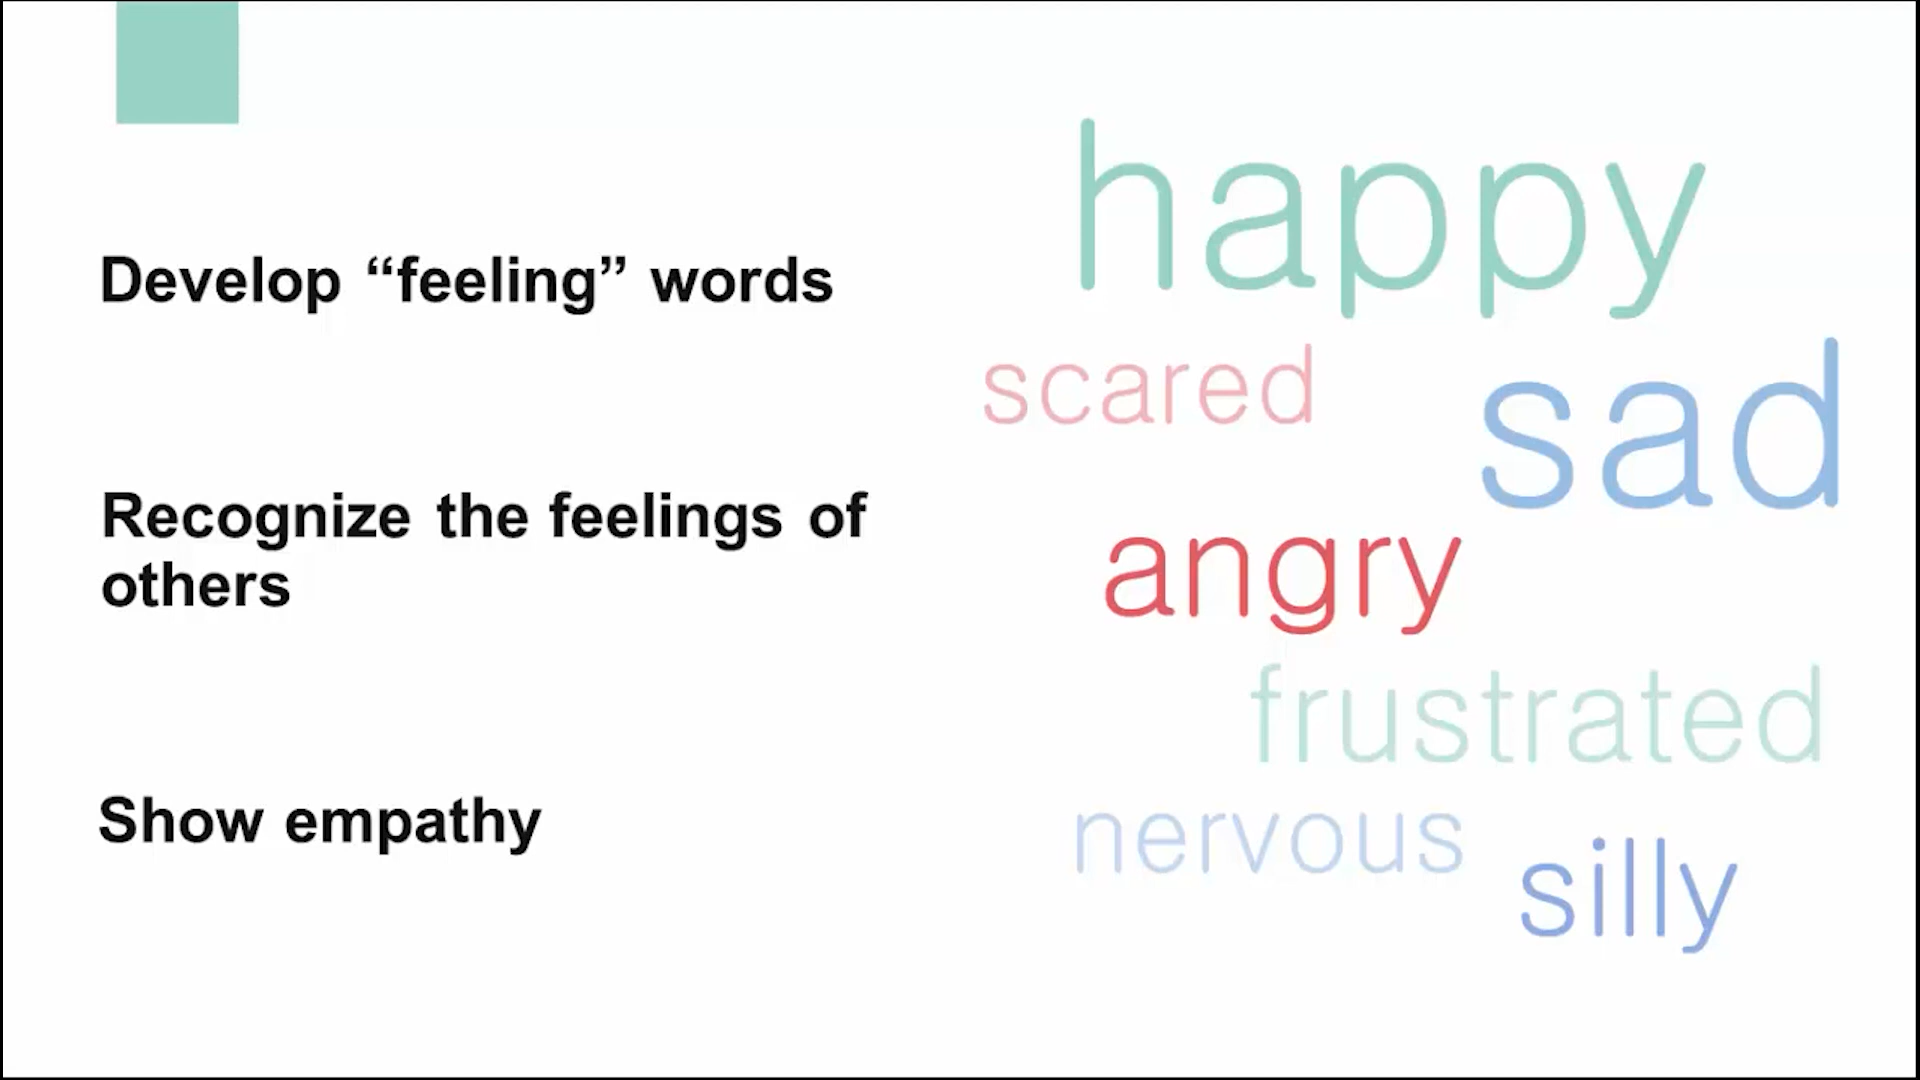 Develop “feeling” words
Recognize the feelings of
others
Show empathy
happy
scared
sad
angry
frustrated
nervous
silly